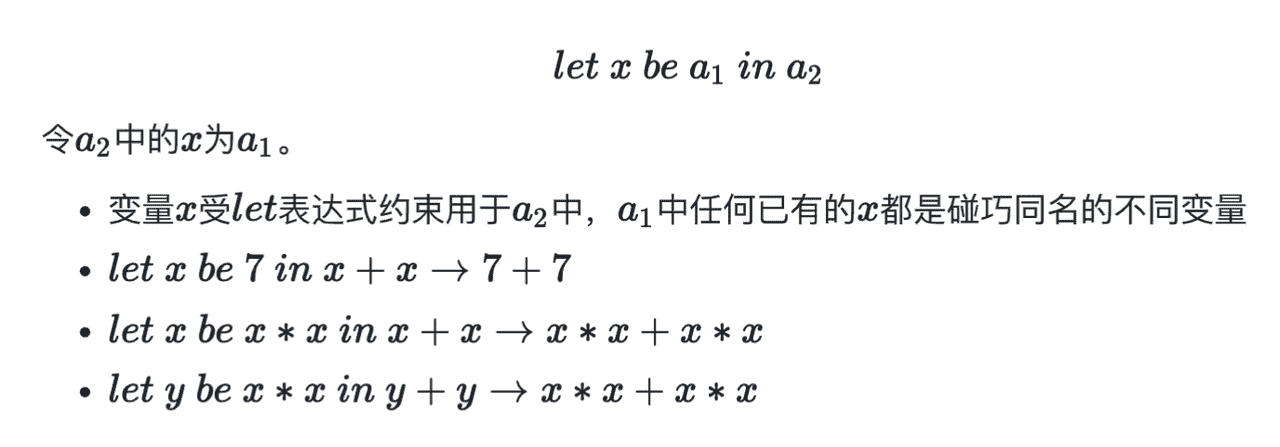 let x be a₁ in a₂
令a₂中的x为a₁。
• 变量x受let表达式约束用于a₂中，a₁中任何已有的x都是碰巧同名的不同变量
• let x be 7 in x + x → 7 + 7
• let x be x ∗ x in x + x → x ∗ x + x ∗ x
• let y be x ∗ x in y + y → x ∗ x + x ∗ x